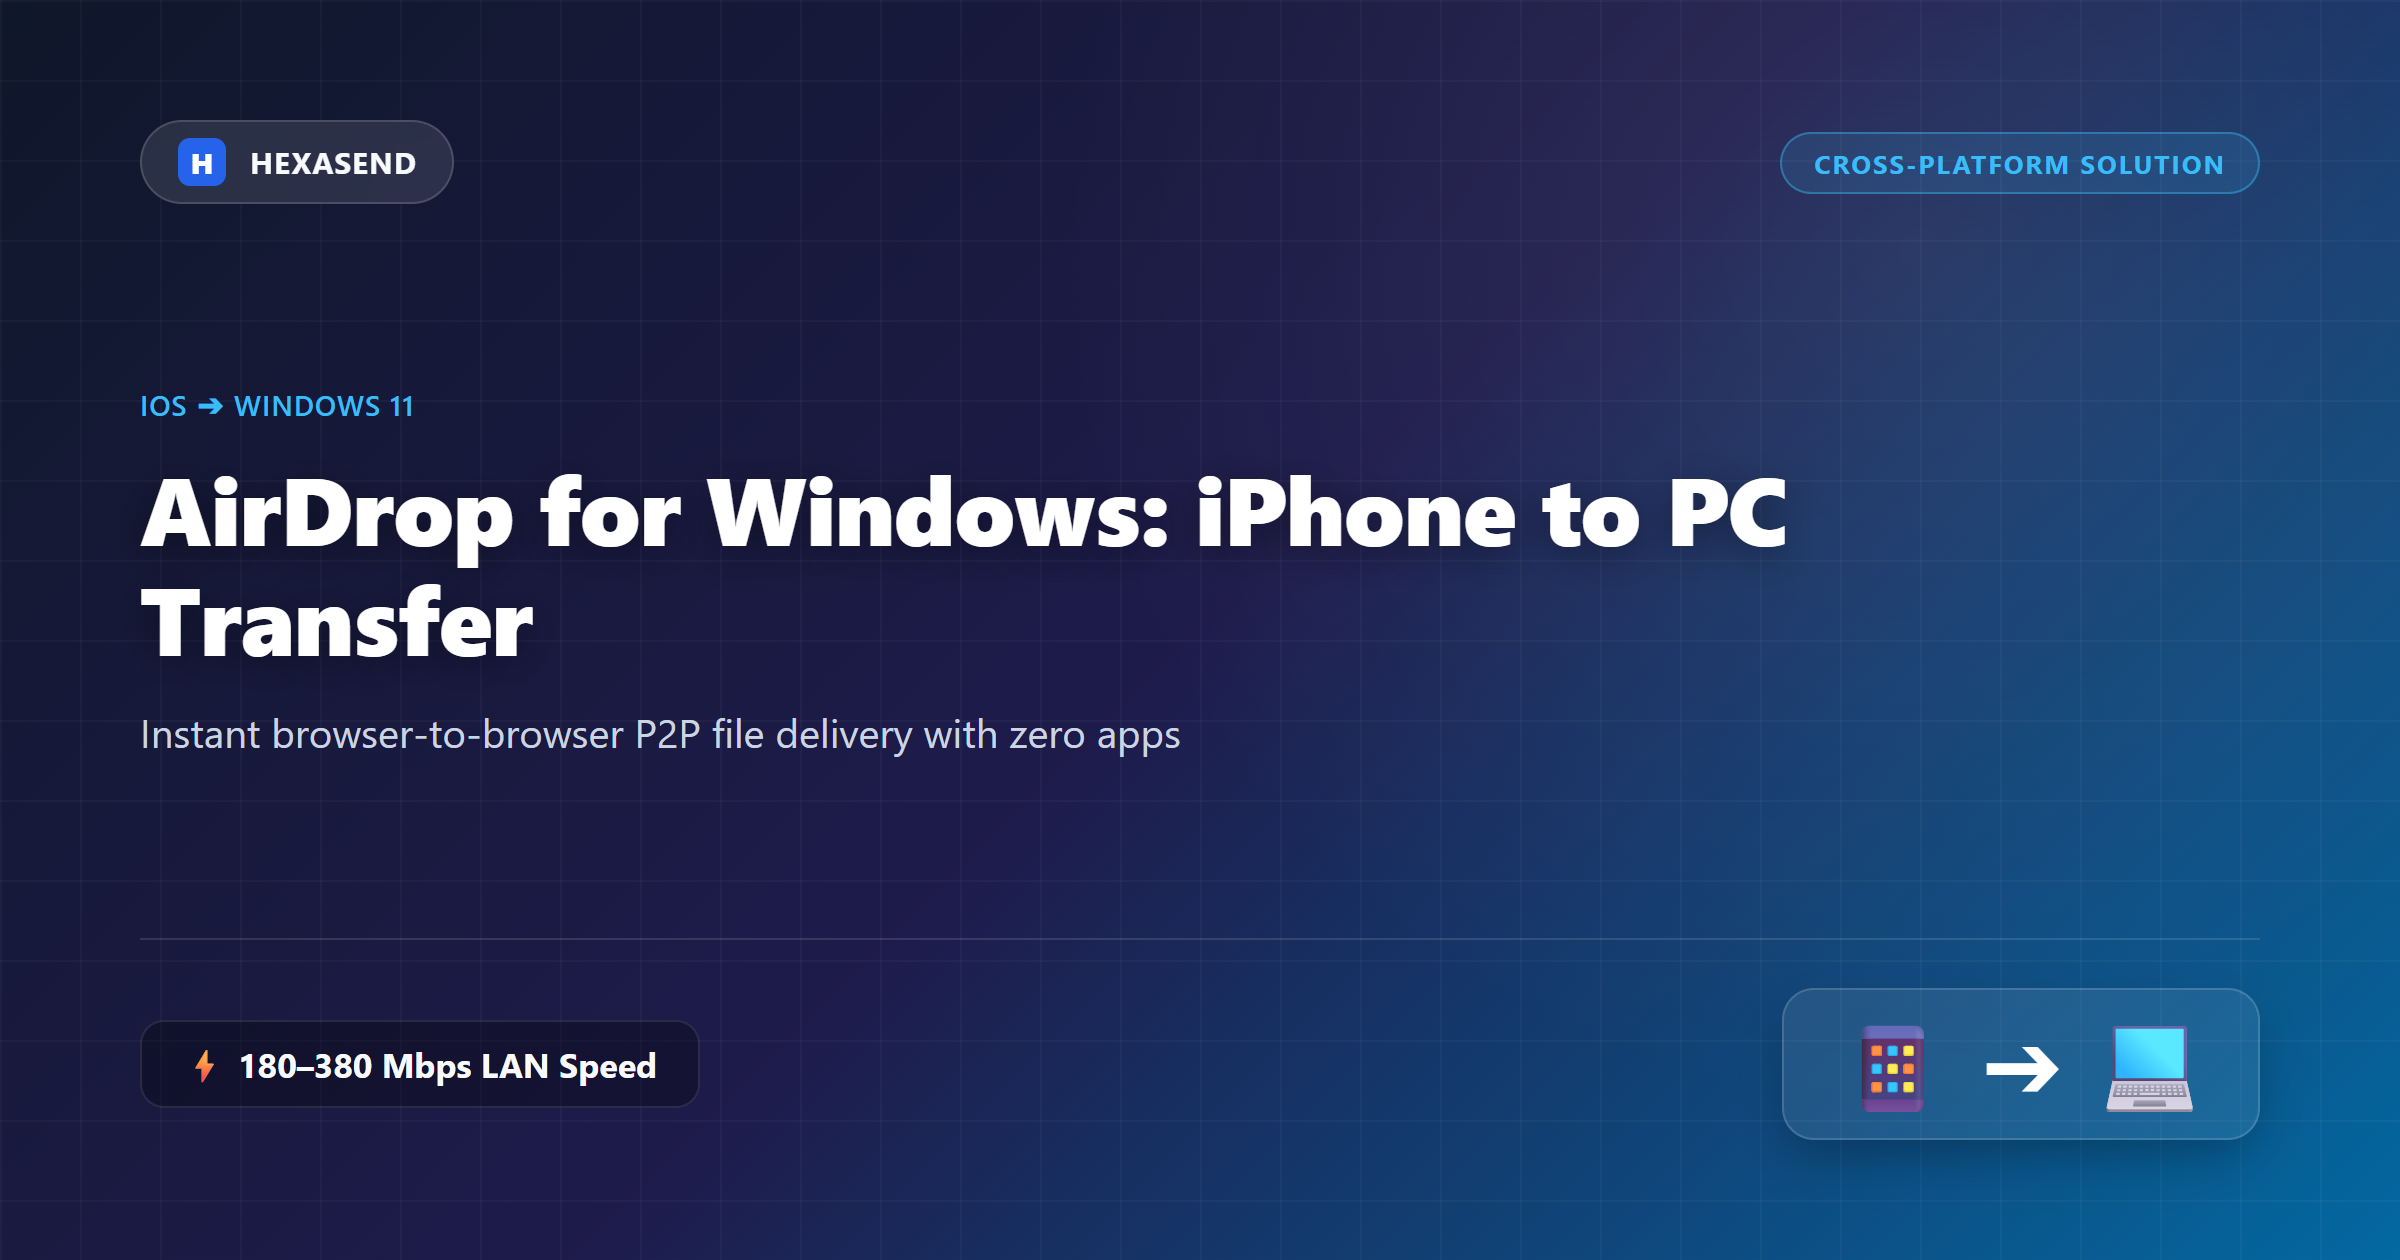 H HEXASEND
CROSS-PLATFORM SOLUTION
IOS ➔ WINDOWS 11
AirDrop for Windows: iPhone to PC
Transfer
Instant browser-to-browser P2P file delivery with zero apps
180–380 Mbps LAN Speed